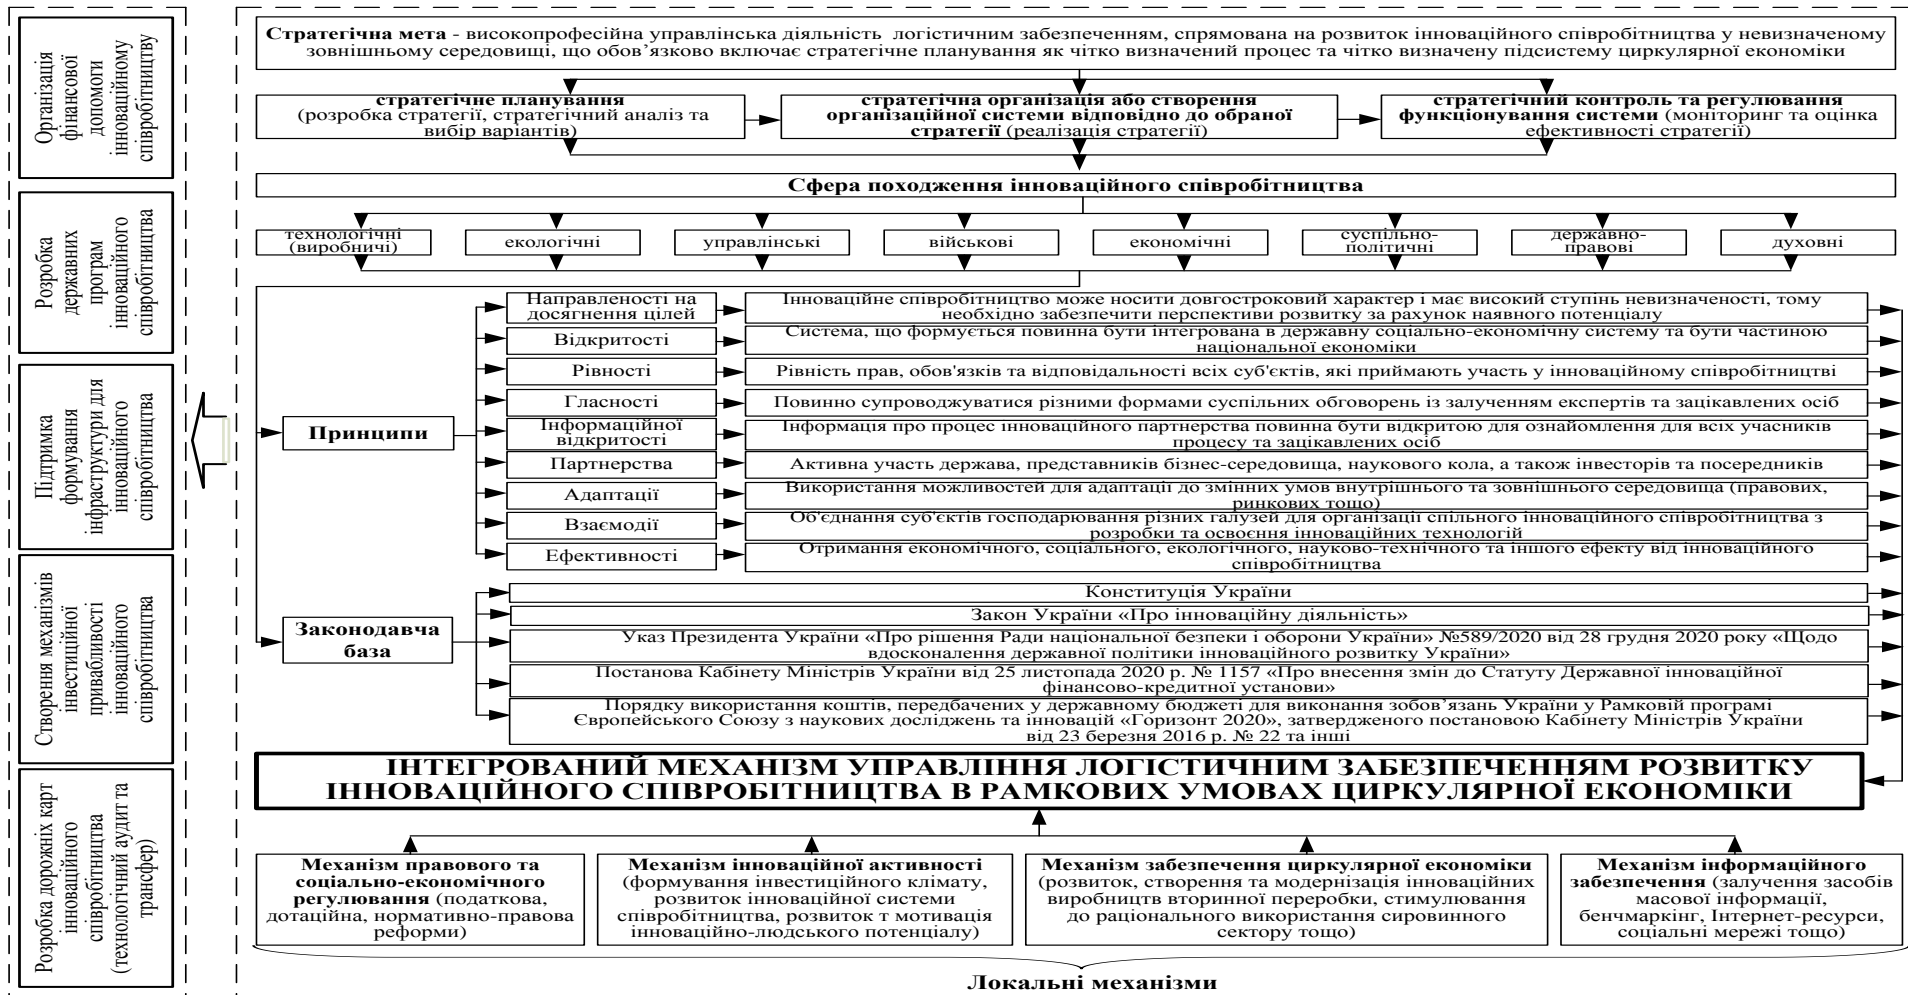 Організація
фінансової
допомоги
інноваційному
співробітництву
Розробка
державних
програм
інноваційного
співробітництва
Підтримка
формування
інфраструктури для
інноваційного
співробітництва
Створення механізмів
інвестиційної
привабливості
інноваційного
співробітництва
Розробка дорожніх карт
інноваційного
співробітництва
(технологічний аудит та
трансфер)
Стратегічна мета - високопрофесійна управлінська діяльність логістичним забезпеченням, спрямована на розвиток інноваційного співробітництва у невизначеному
зовнішньому середовищі, що обов’язково включає стратегічне планування як чітко визначений процес та чітко визначену підсистему циркулярної економіки
стратегічне планування
(розробка стратегії, стратегічний аналіз та
вибір варіантів)
стратегічна організація або створення
організаційної системи відповідно до обраної
стратегії (реалізація стратегії)
стратегічний контроль та регулювання
функціонування системи (моніторинг та оцінка
ефективності стратегії)
Сфера походження інноваційного співробітництва
технологічні
(виробничі)
екологічні
управлінські
військові
економічні
суспільно-
політичні
державно-
правові
духовні
Принципи
Направленості на
досягнення цілей
Інноваційне співробітництво може носити довгостроковий характер і має високий ступінь невизначеності, тому
необхідно забезпечити перспективи розвитку за рахунок наявного потенціалу
Відкритості
Система, що формується повинна бути інтегрована в державну соціально-економічну систему та бути частиною
національної економіки
Рівності
Рівність прав, обов'язків та відповідальності всіх суб'єктів, які приймають участь у інноваційному співробітництві
Гласності
Повинно супроводжуватися різними формами суспільних обговорень із залученням експертів та зацікавлених осіб
Інформаційної
відкритості
Інформація про процес інноваційного партнерства повинна бути відкритою для ознайомлення для всіх учасників
процесу та зацікавлених осіб
Партнерства
Активна участь держава, представників бізнес-середовища, наукового кола, а також інвесторів та посередників
Адаптації
Використання можливостей для адаптації до змінних умов внутрішнього та зовнішнього середовища (правових,
ринкових тощо)
Взаємодії
Об'єднання суб'єктів господарювання різних галузей для організації спільного інноваційного співробітництва з
розробки та освоєння інноваційних технологій
Ефективності
Отримання економічного, соціального, екологічного, науково-технічного та іншого ефекту від інноваційного
співробітництва
Законодавча
база
Конституція України
Закон України «Про інноваційну діяльність»
Указ Президента України «Про рішення Ради національної безпеки і оборони України» №589/2020 від 28 грудня 2020 року «Щодо
вдосконалення державної політики інноваційного розвитку України»
Постанова Кабінету Міністрів України від 25 листопада 2020 р. № 1157 «Про внесення змін до Статуту Державної інноваційної
фінансово-кредитної установи»
Порядку використання коштів, передбачених у державному бюджеті для виконання зобов’язань України у Рамковій програмі
Європейського Союзу з наукових досліджень та інновацій «Горизонт 2020», затвердженого постановою Кабінету Міністрів України
від 23 березня 2016 р. № 22 та інші
ІНТЕГРОВАНИЙ МЕХАНІЗМ УПРАВЛІННЯ ЛОГІСТИЧНИМ ЗАБЕЗПЕЧЕННЯМ РОЗВИТКУ
ІННОВАЦІЙНОГО СПІВРОБІТНИЦТВА В РАМКОВИХ УМОВАХ ЦИРКУЛЯРНОЇ ЕКОНОМІКИ
Механізм правового та
соціально-економічного
регулювання (податкова,
дотаційна, нормативно-правова
реформи)
Механізм інноваційної активності
(формування інвестиційного клімату,
розвиток інноваційної системи
співробітництва, розвиток т мотивація
інноваційно-людського потенціалу)
Механізм забезпечення циркулярної економіки
(розвиток, створення та модернізація інноваційних
виробництв вторинної переробки, стимулювання
до раціонального використання сировинного
сектору тощо)
Механізм інформаційного
забезпечення (залучення засобів
масової інформації,
бенчмаркінг, Інтернет-ресурси,
соціальні мережі тощо)
Локальні механізми